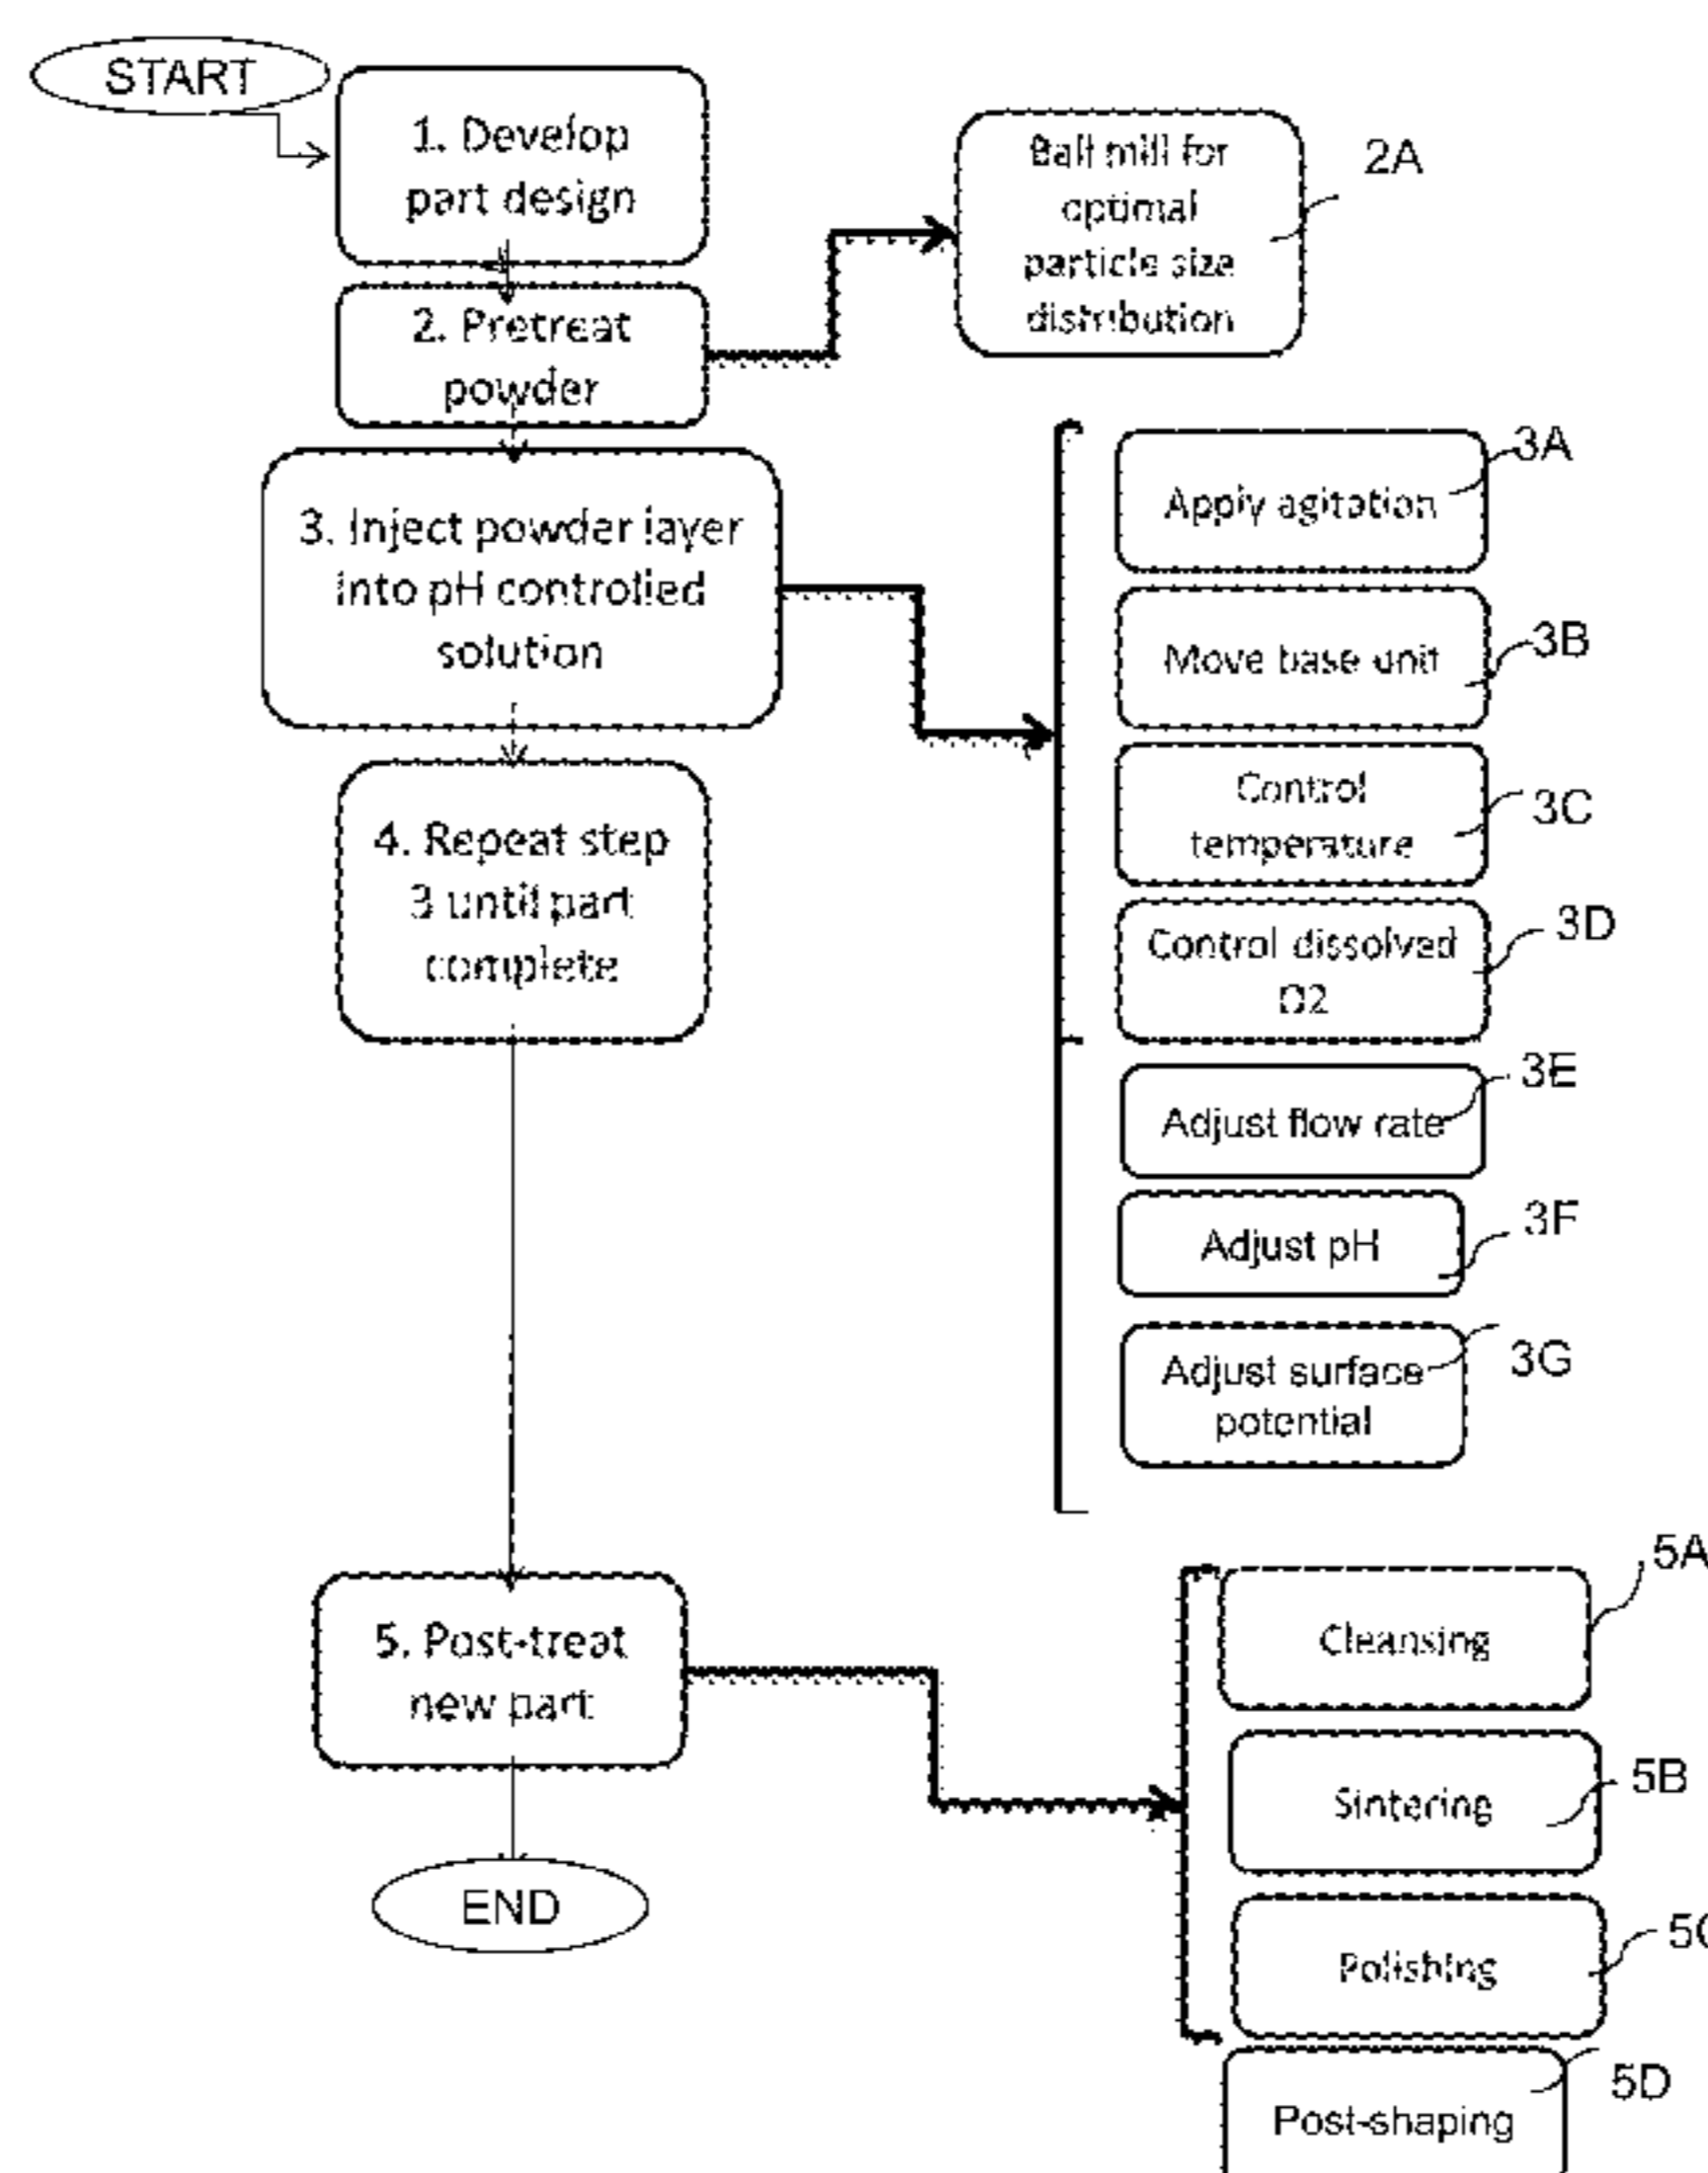 START
1. Develop
part design
2. Pretreat
powder
Ball mill for
optimal
particle size
distribution
2A
3. Inject powder layer
into pH controlled
solution
4. Repeat step
3 until part
complete
Apply agitation
3A
Move base unit
3B
Control
temperature
3C
Control dissolved
O2
3D
Adjust flow rate
3E
Adjust pH
3F
Adjust surface
potential
3G
5. Post-treat
new part
END
Cleansing
5A
Sintering
5B
Polishing
5C
Post-shaping
5D